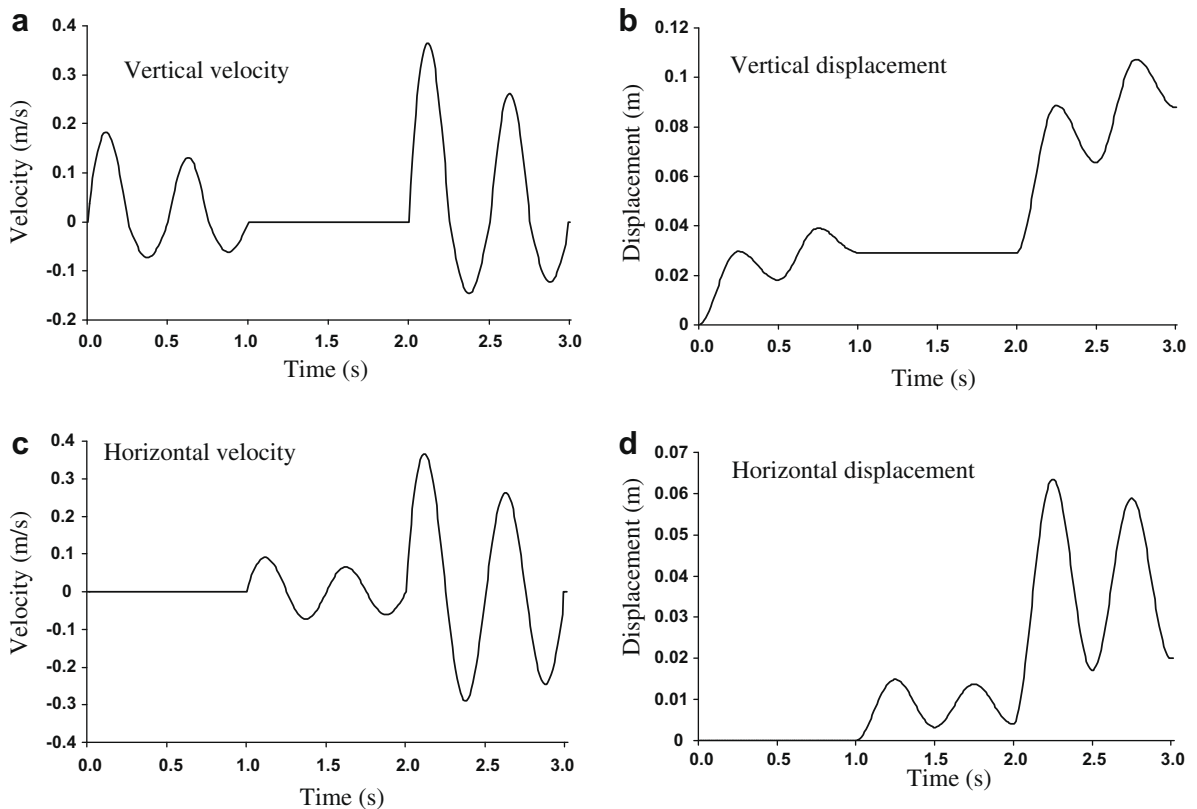 a
Vertical velocity
Velocity (m/s)
0.4
0.3
0.2
0.1
0
-0.1
-0.2
0.0 0.5 1.0 1.5 2.0 2.5 3.0
Time (s)
b
Vertical displacement
Displacement (m)
0.12
0.1
0.08
0.06
0.04
0.02
0
0.0 0.5 1.0 1.5 2.0 2.5 3.0
Time (s)
c
Horizontal velocity
Velocity (m/s)
0.4
0.3
0.2
0.1
0
-0.1
-0.2
-0.3
-0.4
0.0 0.5 1.0 1.5 2.0 2.5 3.0
Time (s)
d
Horizontal displacement
Displacement (m)
0.07
0.06
0.05
0.04
0.03
0.02
0.01
0
0.0 0.5 1.0 1.5 2.0 2.5 3.0
Time (s)